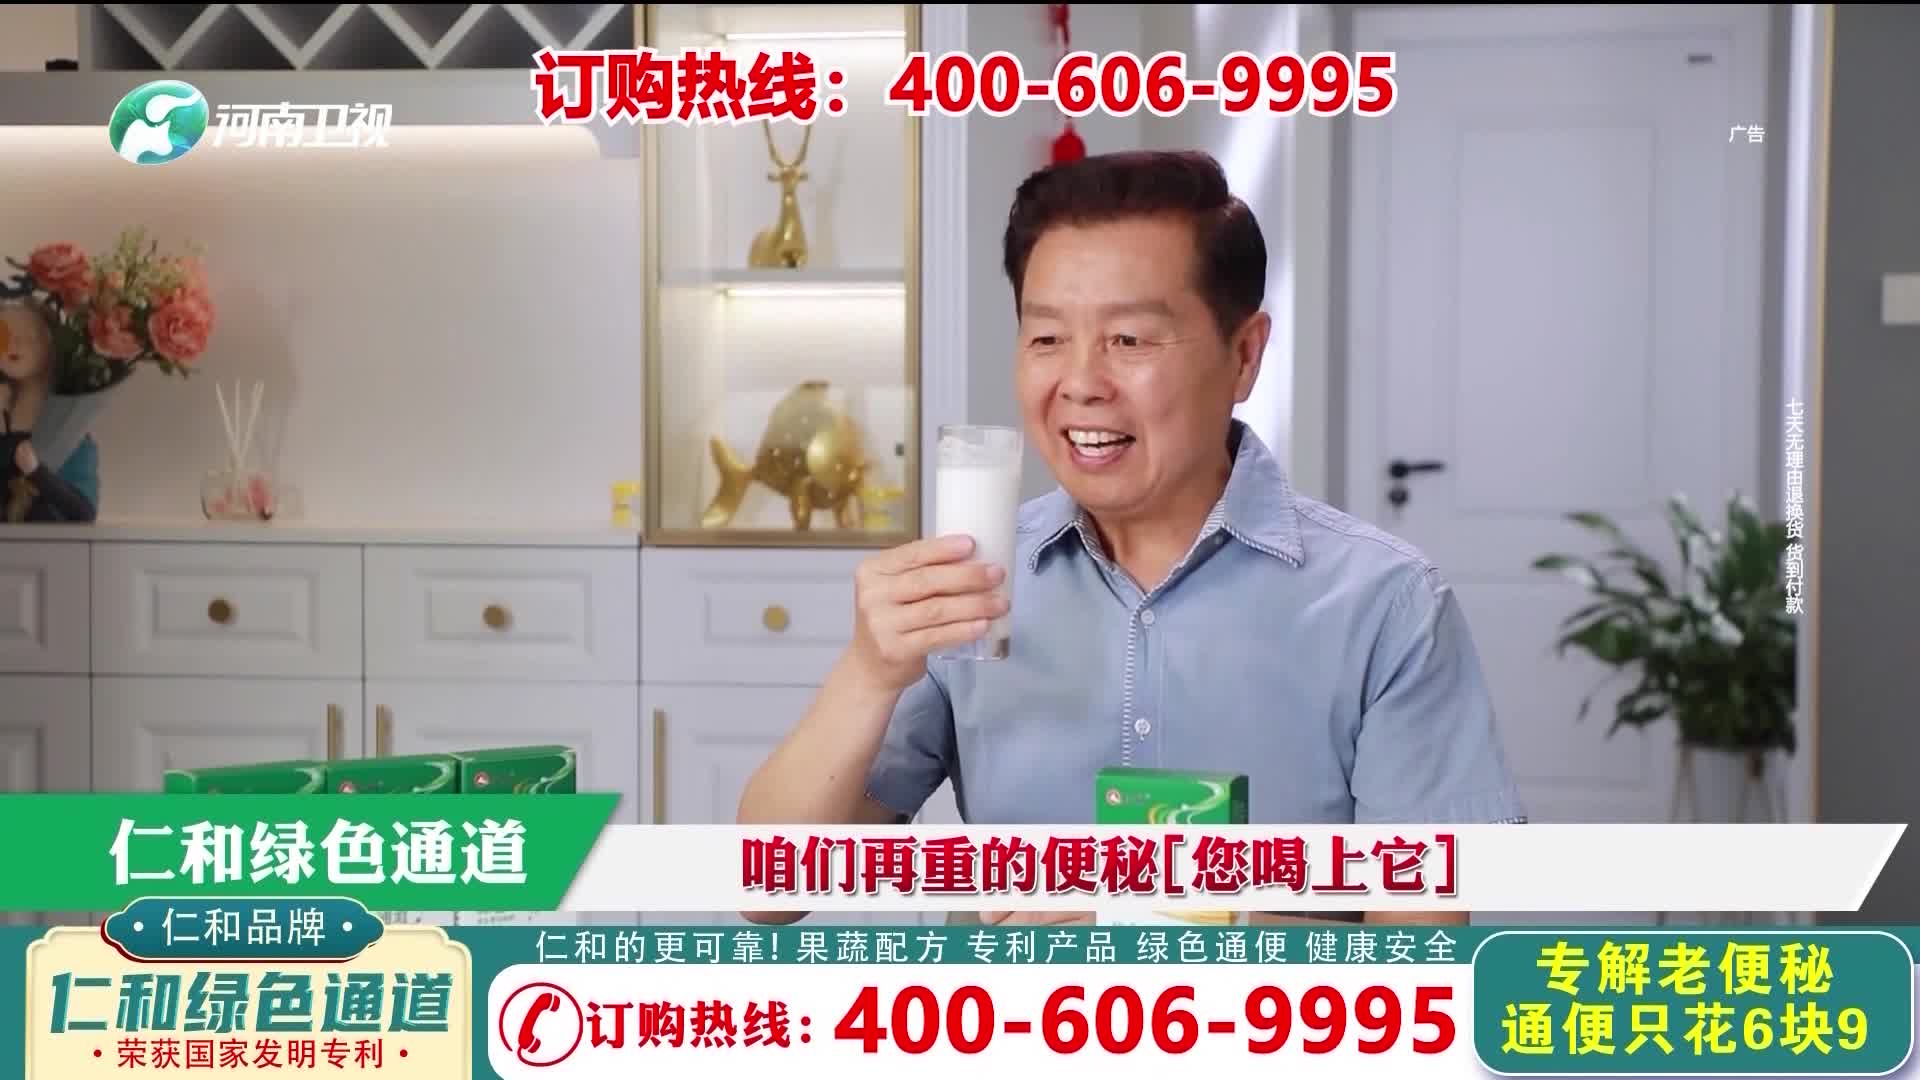 订购热线：400-606-9995
河南卫视
广告
七天无理由退换货 货到付款
仁和绿色通道
咱们再重的便秘[您喝上它]
·仁和品牌·
仁和绿色通道
·荣获国家发明专利·
仁和的更可靠！果蔬配方 专利产品 绿色通便 健康安全
订购热线：400-606-9995
专解老便秘
通便只花6块9